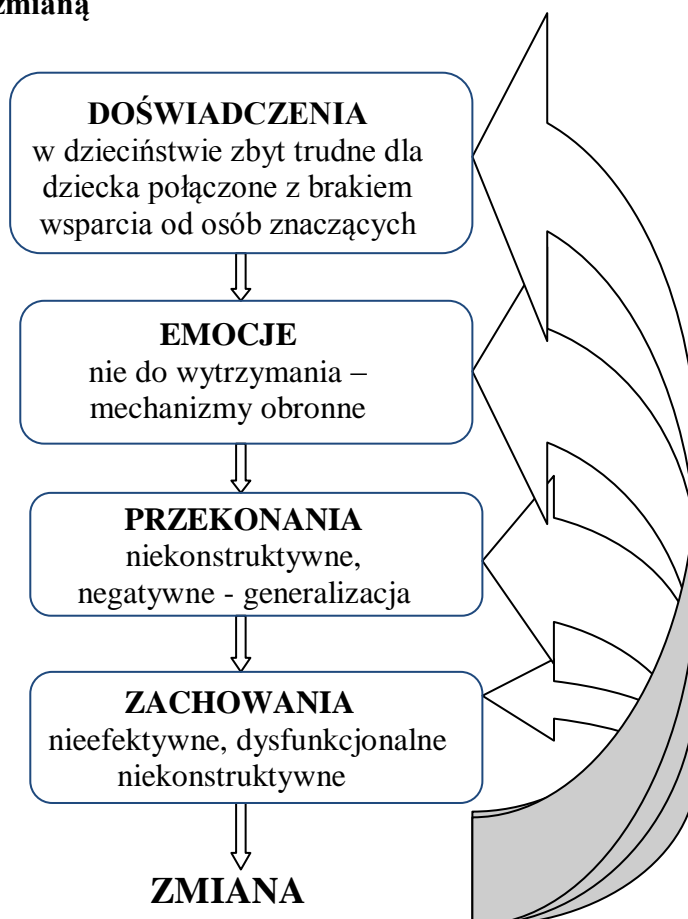 zmianą
DOŚWIADCZENIA
w dzieciństwie zbyt trudne dla
dziecka połączone z brakiem
wsparcia od osób znaczących
EMOCJE
nie do wytrzymania –
mechanizmy obronne
PRZEKONANIA
niekonstruktywne,
negatywne - generalizacja
ZACHOWANIA
nieefektywne, dysfunkcjonalne
niekonstruktywne
ZMIANA